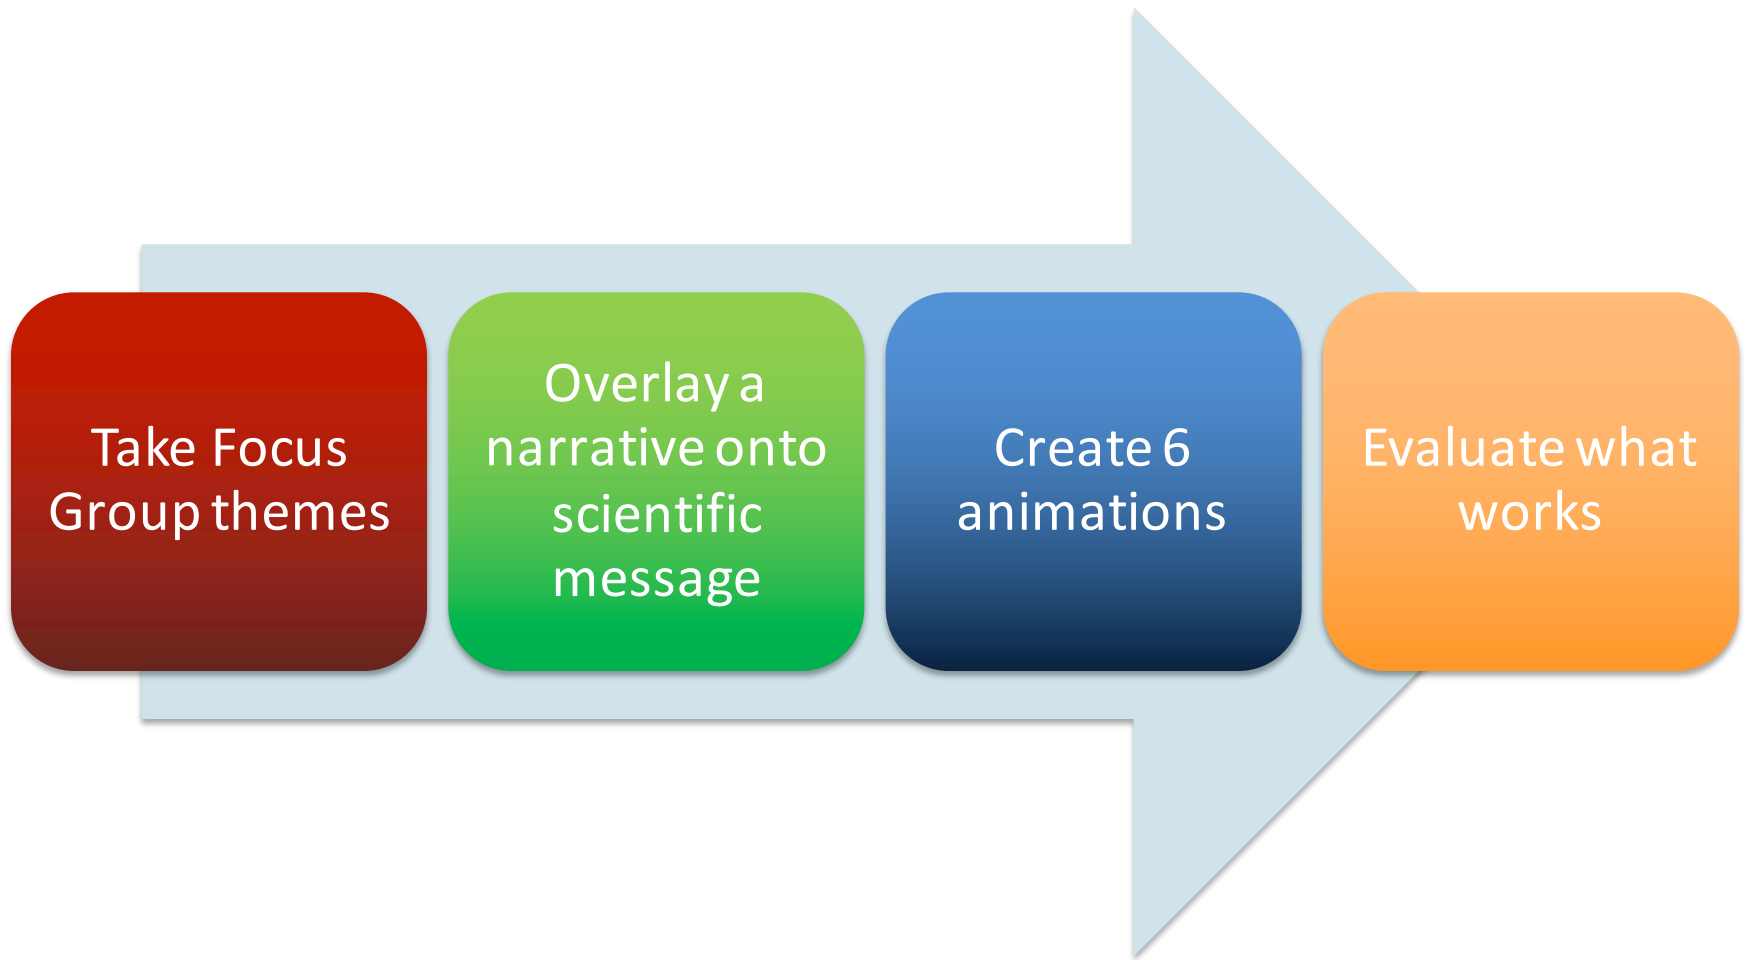 Take Focus
Group themes
Overlay a
narrative onto
scientific
message
Create 6
animations
Evaluate what
works